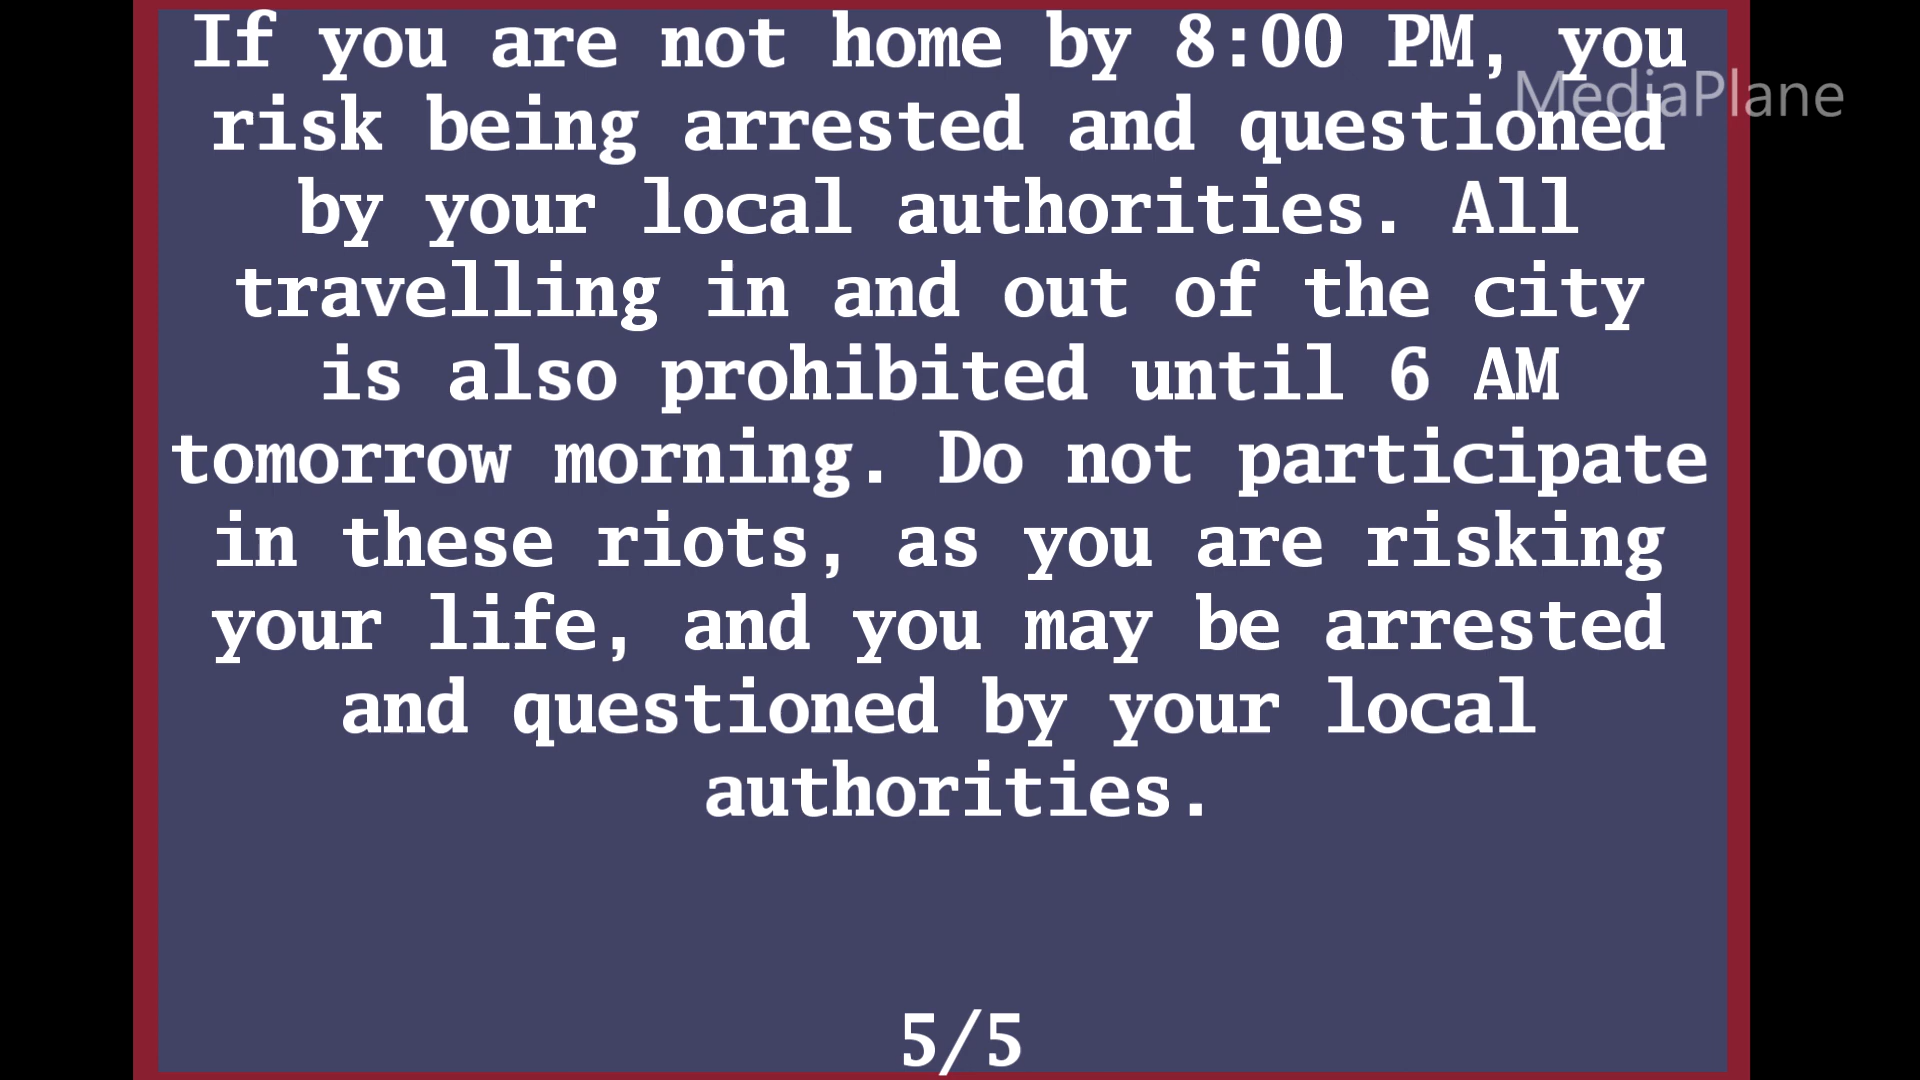 If you are not home by 8:00 PM, you
MediaPlane
risk being arrested and questioned
by your local authorities. All
travelling in and out of the city
is also prohibited until 6 AM
tomorrow morning. Do not participate
in these riots, as you are risking
your life, and you may be arrested
and questioned by your local
authorities.
5/5